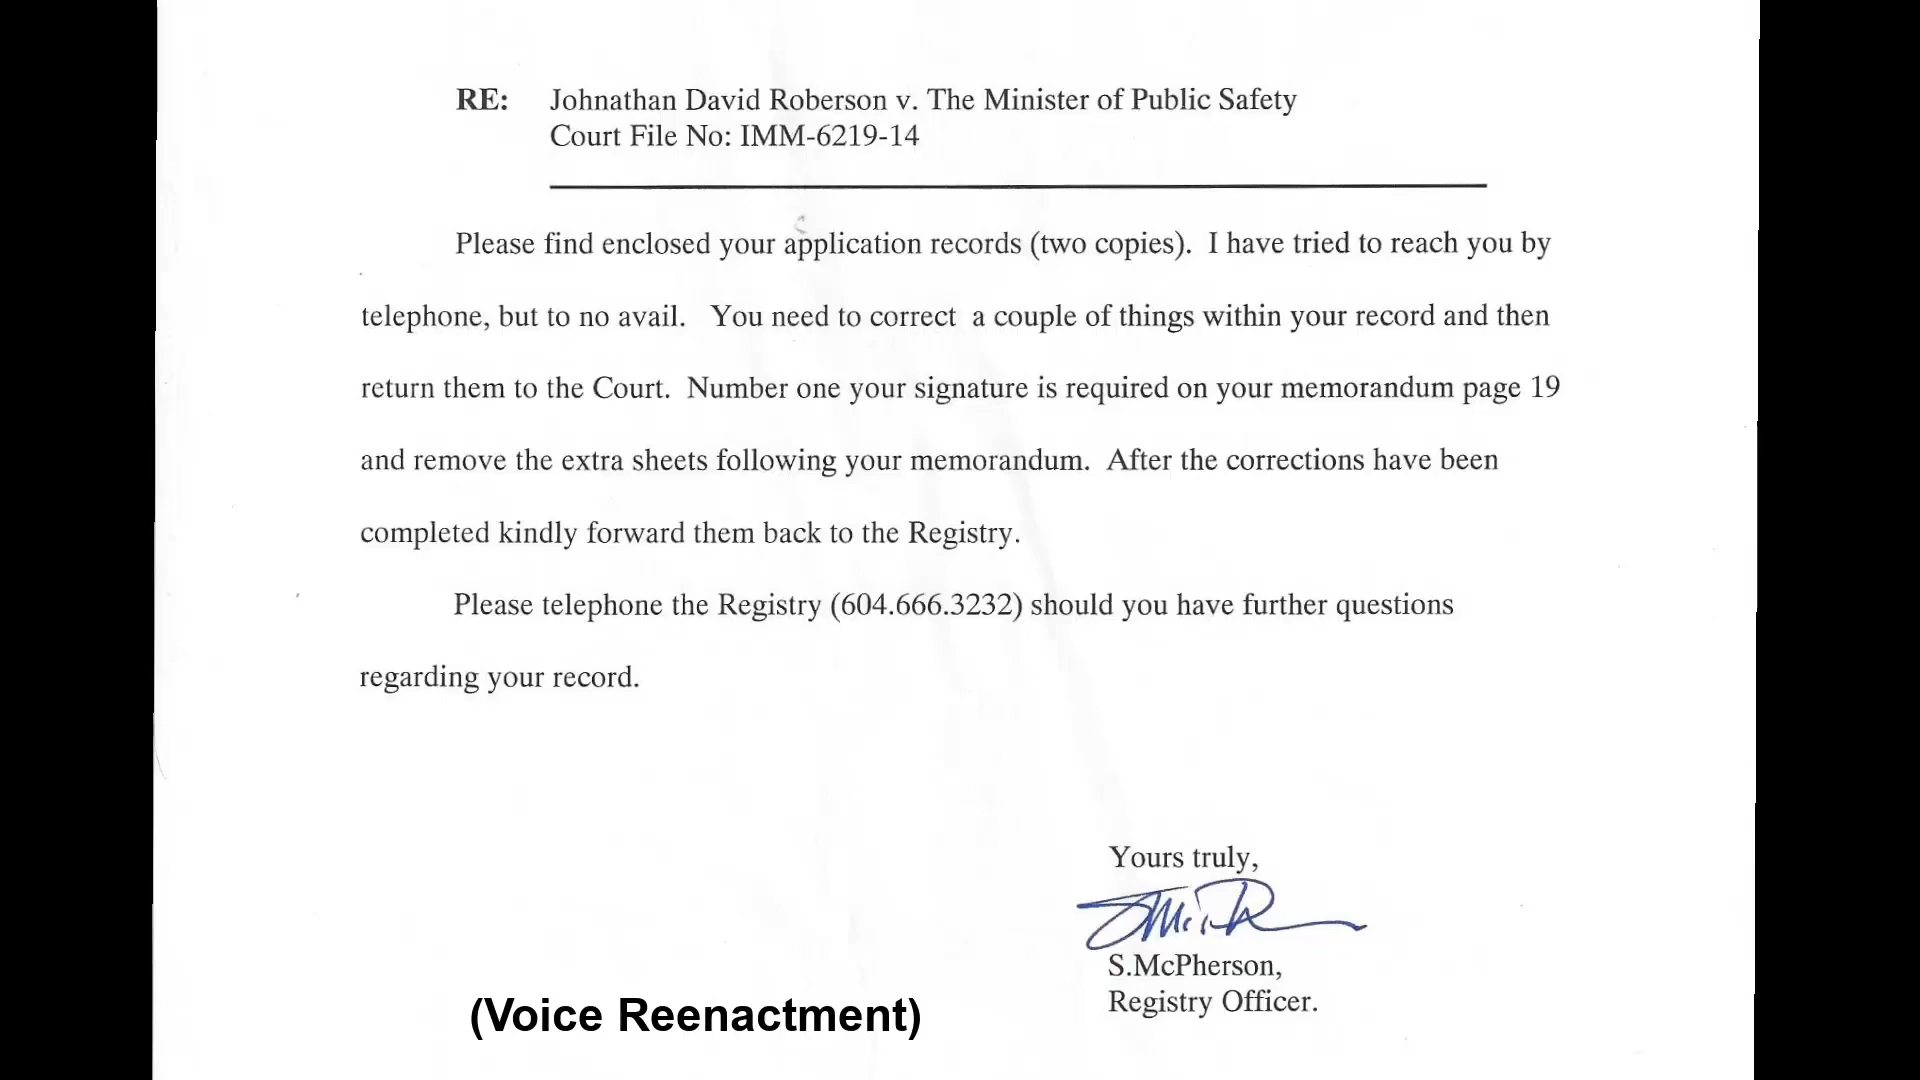 RE: Johnathan David Roberson v. The Minister of Public Safety
Court File No: IMM-6219-14
Please find enclosed your application records (two copies). I have tried to reach you by
telephone, but to no avail. You need to correct a couple of things within your record and then
return them to the Court. Number one your signature is required on your memorandum page 19
and remove the extra sheets following your memorandum. After the corrections have been
completed kindly forward them back to the Registry.
Please telephone the Registry (604.666.3232) should you have further questions
regarding your record.
Yours truly,
S.McPherson,
Registry Officer.
(Voice Reenactment)